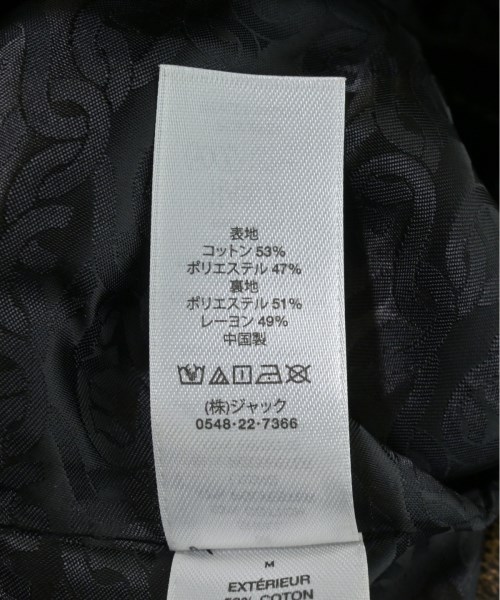 表地
コットン 53%
ポリエステル 47%
裏地
ポリエステル 51%
レーヨン 49%
中国製
(株)ジャック
0548-22-7366
M
EXTÉRIEUR